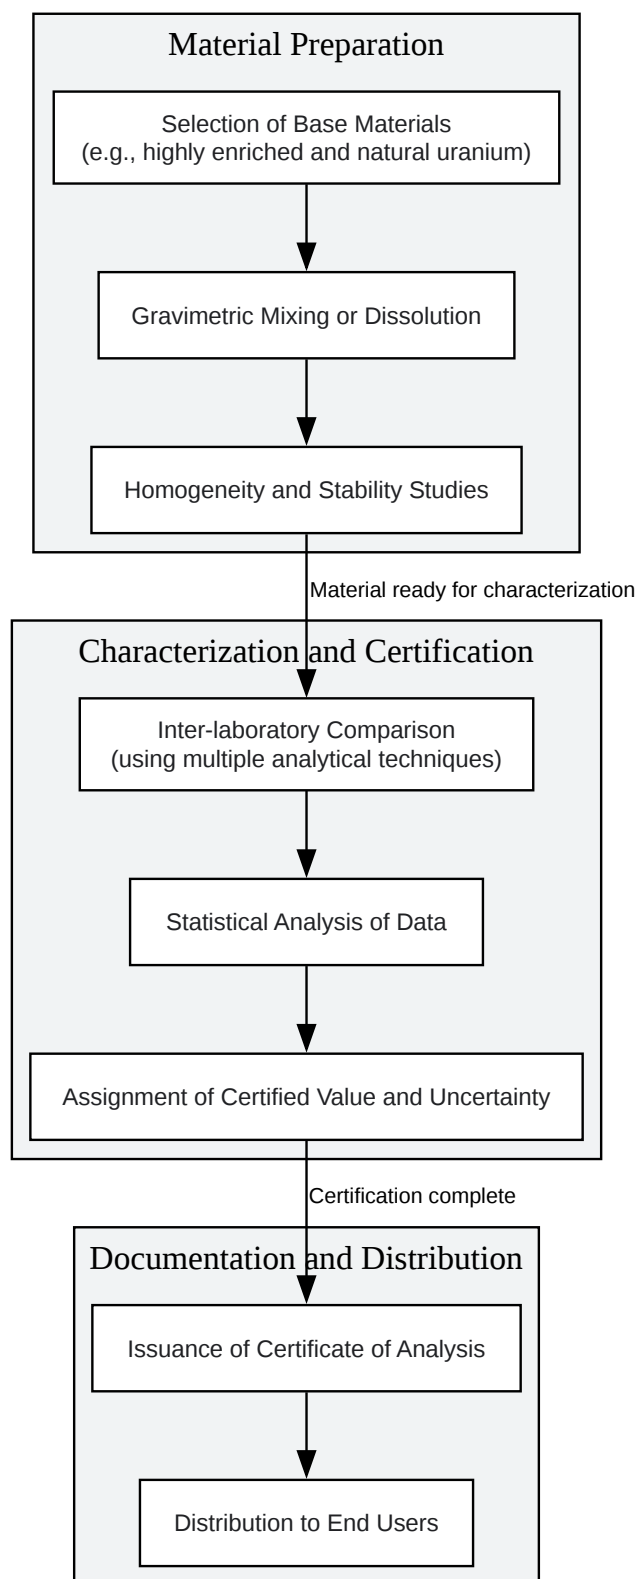 Material Preparation
Selection of Base Materials
(e.g., highly enriched and natural uranium)
Gravimetric Mixing or Dissolution
Homogeneity and Stability Studies
Material ready for characterization
Characterization and Certification
Inter-laboratory Comparison
(using multiple analytical techniques)
Statistical Analysis of Data
Assignment of Certified Value and Uncertainty
Certification complete
Documentation and Distribution
Issuance of Certificate of Analysis
Distribution to End Users